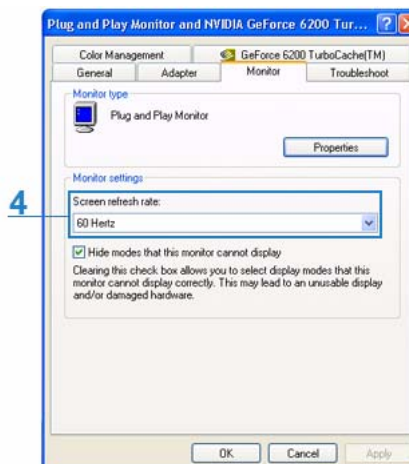 Plug and Play Monitor and NVIDIA GeForce 6200 Tur...
Color Management GeForce 6200 TurboCache(TM)
General Adapter Monitor Troubleshoot
Monitor type
Plug and Play Monitor
Properties
Monitor settings
4
Screen refresh rate:
60 Hertz
Hide modes that this monitor cannot display
Clearing this check box allows you to select display modes that this
monitor cannot display correctly. This may lead to an unusable display
and/or damaged hardware.
OK Cancel Apply